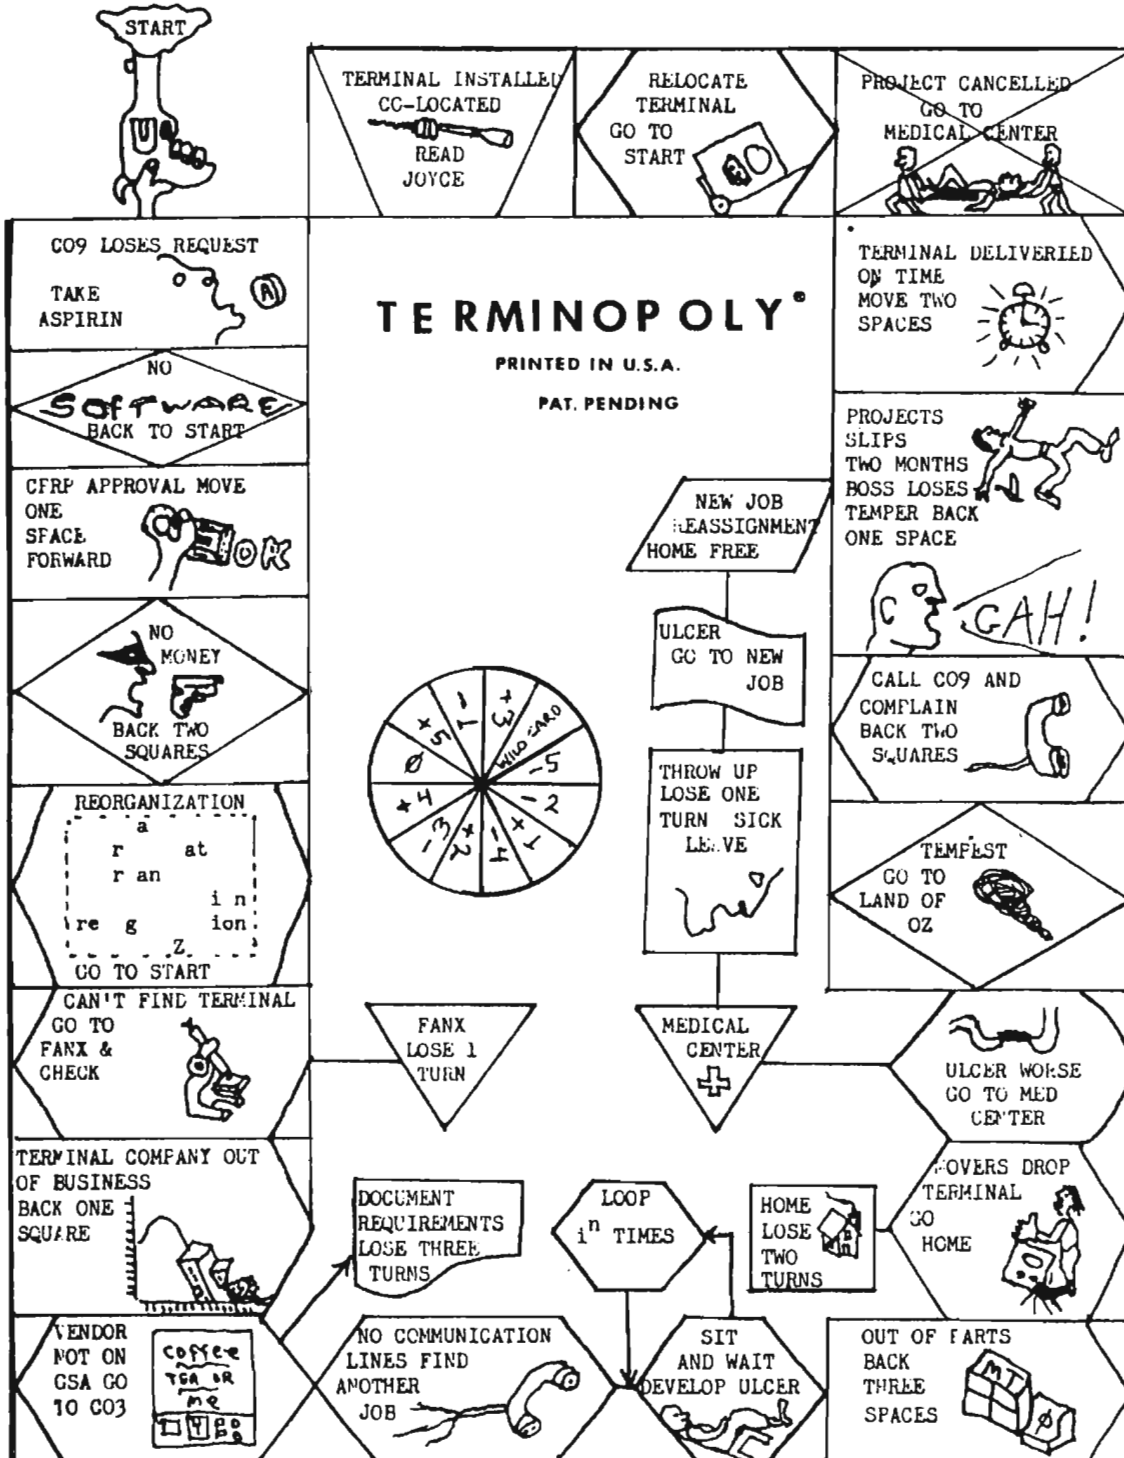 START
TERMINAL INSTALLED
CO-LOCATED
READ
JOYCE
RELOCATE
TERMINAL
GO TO
START
PROJECT CANCELLED
GO TO
MEDICAL CENTER
CO9 LOSES REQUEST
TAKE
ASPIRIN
A
TERMINOPOLY®
PRINTED IN U.S.A.
PAT. PENDING
TERMINAL DELIVERIED
ON TIME
MOVE TWO
SPACES
NO
SOFTWARE
BACK TO START
CFRP APPROVAL MOVE
ONE
SPACE
FORWARD
OK
PROJECTS
SLIPS
TWO MONTHS
BOSS LOSES
TEMPER BACK
ONE SPACE
GAH!
NEW JOB
REASSIGNMENT
HOME FREE
NO
MONEY
BACK TWO
SQUARES
ULCER
GO TO NEW
JOB
CALL CO9 AND
COMPLAIN
BACK TWO
SQUARES
+3
WILD CARD
-5
-2
+1
-4
+2
-3
+4
Ø
+5
-1
THROW UP
LOSE ONE
TURN SICK
LEAVE
REORGANIZATION
a
r at
r an
i n
re g ion
Z
GO TO START
TEMPEST
GO TO
LAND OF
OZ
CAN'T FIND TERMINAL
GO TO
FANX &
CHECK
FANX
LOSE 1
TURN
MEDICAL
CENTER
ULCER WORSE
GO TO MED
CENTER
TERMINAL COMPANY OUT
OF BUSINESS
BACK ONE
SQUARE
DOCUMENT
REQUIREMENTS
LOSE THREE
TURNS
LOOP
iⁿ TIMES
HOME
LOSE
TWO
TURNS
MOVERS DROP
TERMINAL
GO
HOME
VENDOR
NOT ON
GSA GO
TO CO3
COFFEE
TEA OR
ME
NO COMMUNICATION
LINES FIND
ANOTHER
JOB
SIT
AND WAIT
DEVELOP ULCER
OUT OF PARTS
BACK
THREE
SPACES
MT
Ø